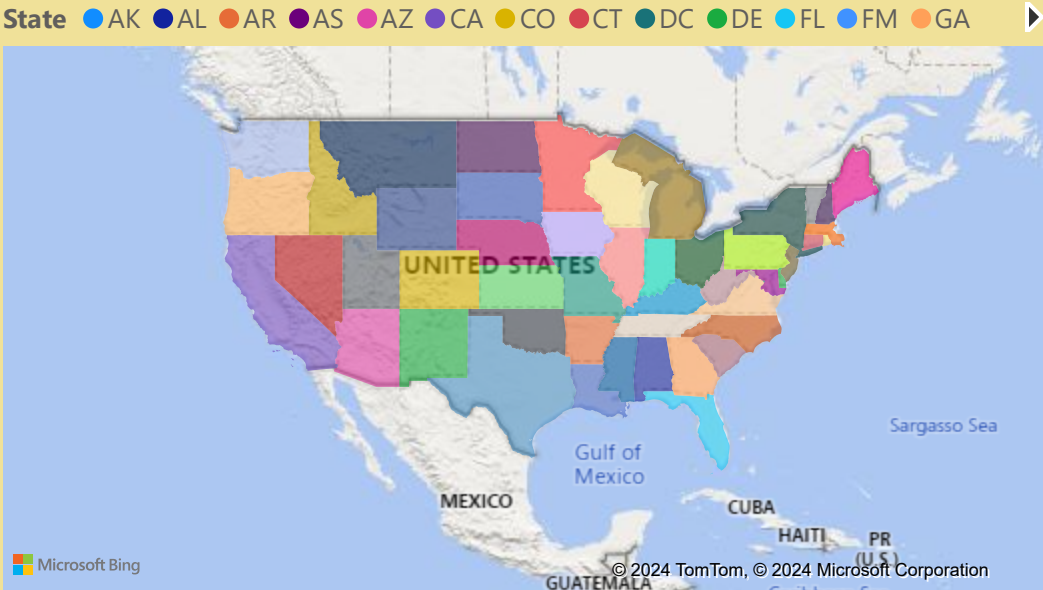 State AK AL AR AS AZ CA CO CT DC DE FL FM GA
UNITED STATES
Sargasso Sea
Gulf of
Mexico
MEXICO
CUBA
HAITI
PR
(U.S.)
Microsoft Bing
© 2024 TomTom, © 2024 Microsoft Corporation
GUATEMALA